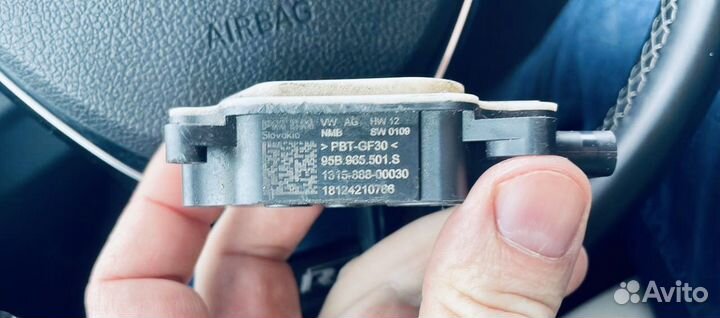 AIRBAG
VW AG HW 12
Slovakia NMB SW 0109
> PBT-GF30 <
95B.965.501.S
1315-888-00030
18124210766
R
Avito